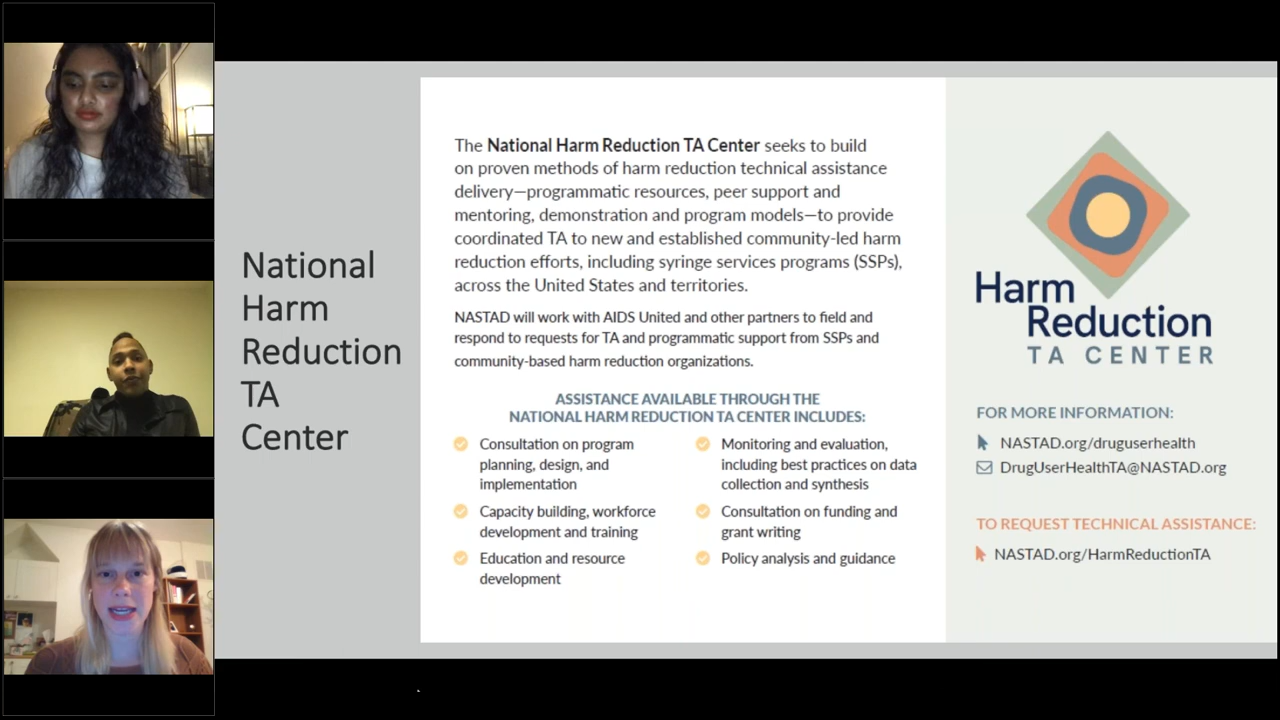 National
Harm
Reduction
TA
Center
The National Harm Reduction TA Center seeks to build
on proven methods of harm reduction technical assistance
delivery—programmatic resources, peer support and
mentoring, demonstration and program models—to provide
coordinated TA to new and established community-led harm
reduction efforts, including syringe services programs (SSPs),
across the United States and territories.
NASTAD will work with AIDS United and other partners to field and
respond to requests for TA and programmatic support from SSPs and
community-based harm reduction organizations.
ASSISTANCE AVAILABLE THROUGH THE
NATIONAL HARM REDUCTION TA CENTER INCLUDES:
Consultation on program
planning, design, and
implementation
Capacity building, workforce
development and training
Education and resource
development
Monitoring and evaluation,
including best practices on data
collection and synthesis
Consultation on funding and
grant writing
Policy analysis and guidance
Harm
Reduction
TA CENTER
FOR MORE INFORMATION:
NASTAD.org/druguserhealth
DrugUserHealthTA@NASTAD.org
TO REQUEST TECHNICAL ASSISTANCE:
NASTAD.org/HarmReductionTA